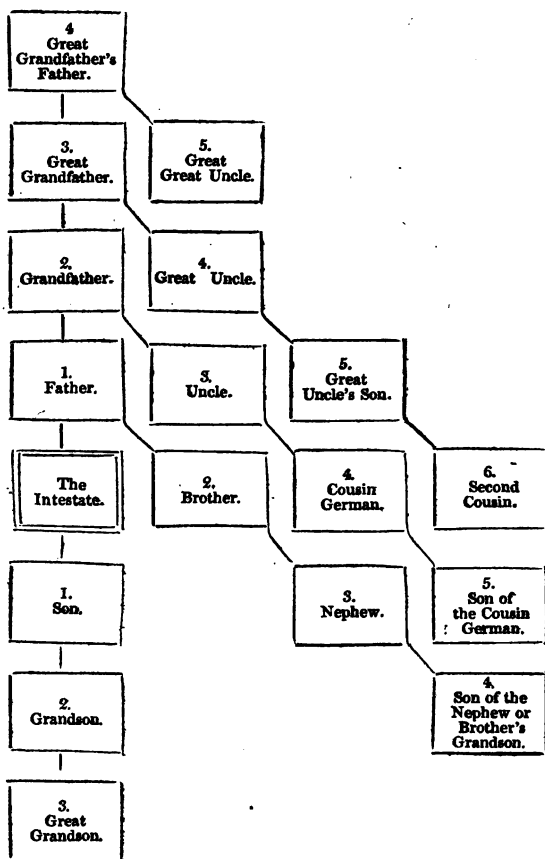 4
Great
Grandfather's
Father.
3.
Great
Grandfather.
5.
Great
Great Uncle.
2.
Grandfather.
4.
Great Uncle.
1.
Father.
3.
Uncle.
5.
Great
Uncle's Son.
The
Intestate.
2.
Brother.
4.
Cousin
German.
6.
Second
Cousin.
1.
Son.
3.
Nephew.
5.
Son of
the Cousin
German.
2.
Grandson.
4.
Son of the
Nephew or
Brother's
Grandson.
3.
Great
Grandson.